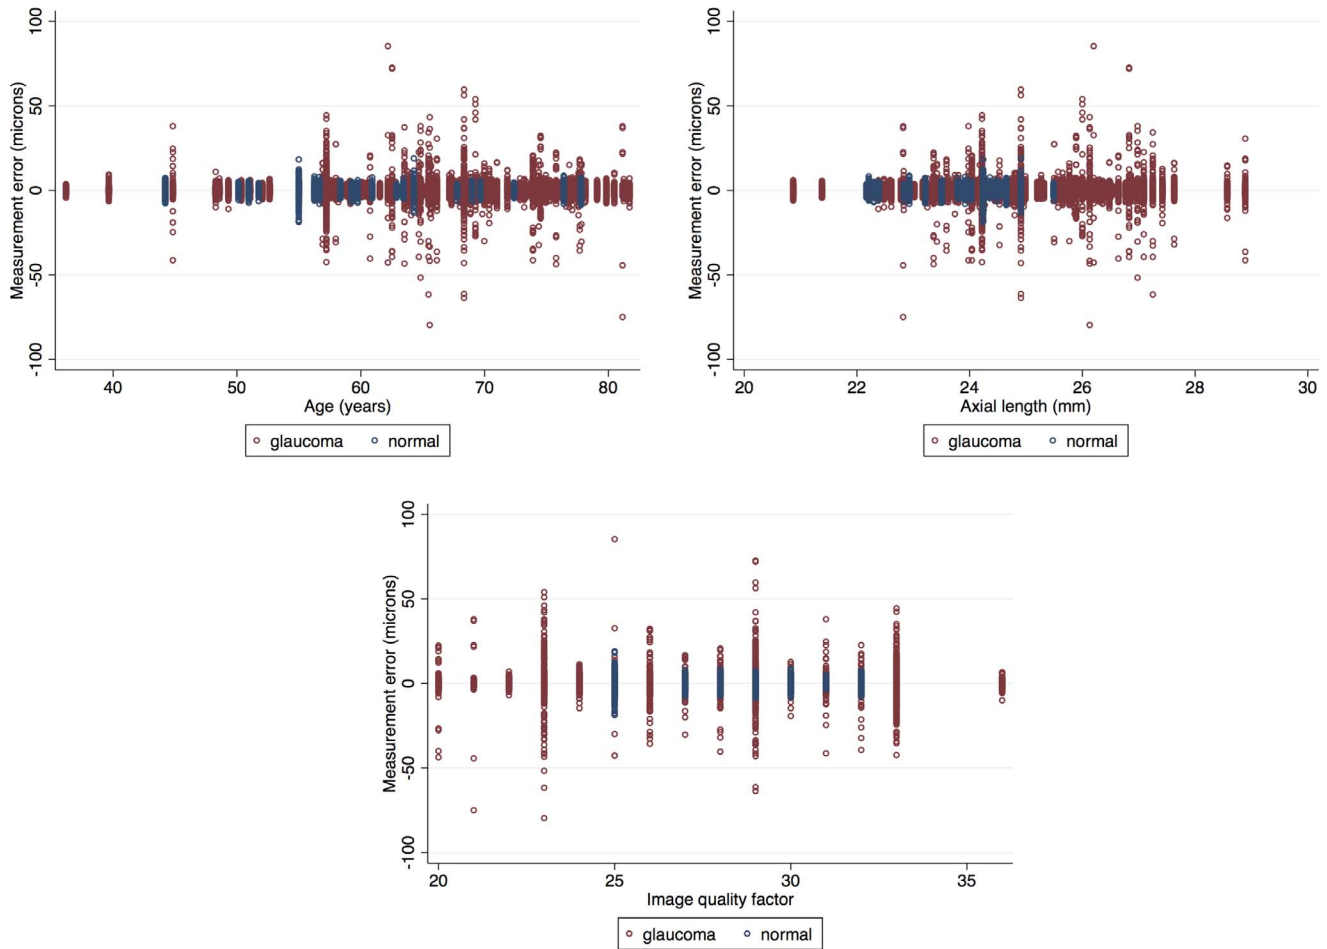 Measurement error (microns)
100
50
0
-50
-100
40 50 60 70 80
Age (years)
glaucoma normal
Measurement error (microns)
100
50
0
-50
-100
20 22 24 26 28 30
Axial length (mm)
glaucoma normal
Measurement error (microns)
100
50
0
-50
-100
20 25 30 35
Image quality factor
glaucoma normal